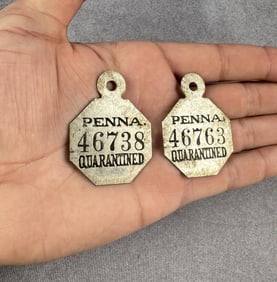 PENNA.
46738
QUARANTINED
PENNA.
46763
QUARANTINED